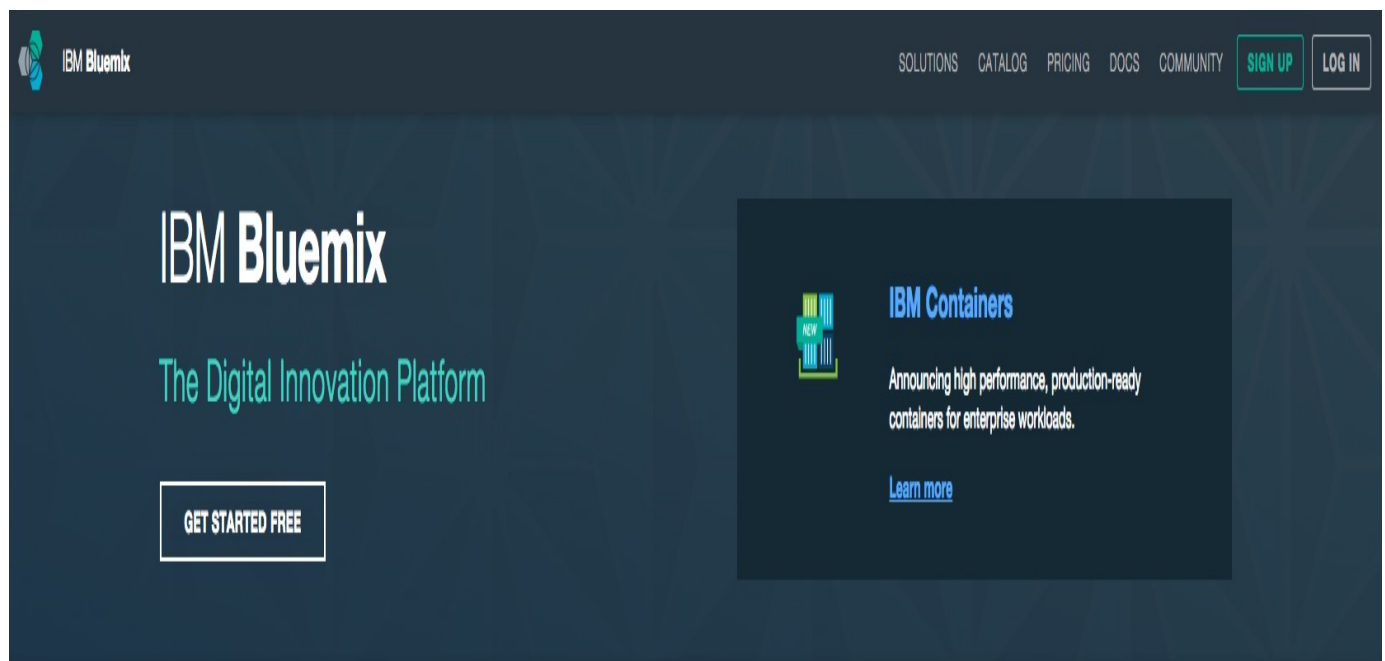 IBM Bluemix
SOLUTIONS CATALOG PRICING DOCS COMMUNITY SIGN UP LOG IN
IBM Bluemix
The Digital Innovation Platform
GET STARTED FREE
NEW
IBM Containers
Announcing high performance, production-ready
containers for enterprise workloads.
Learn more